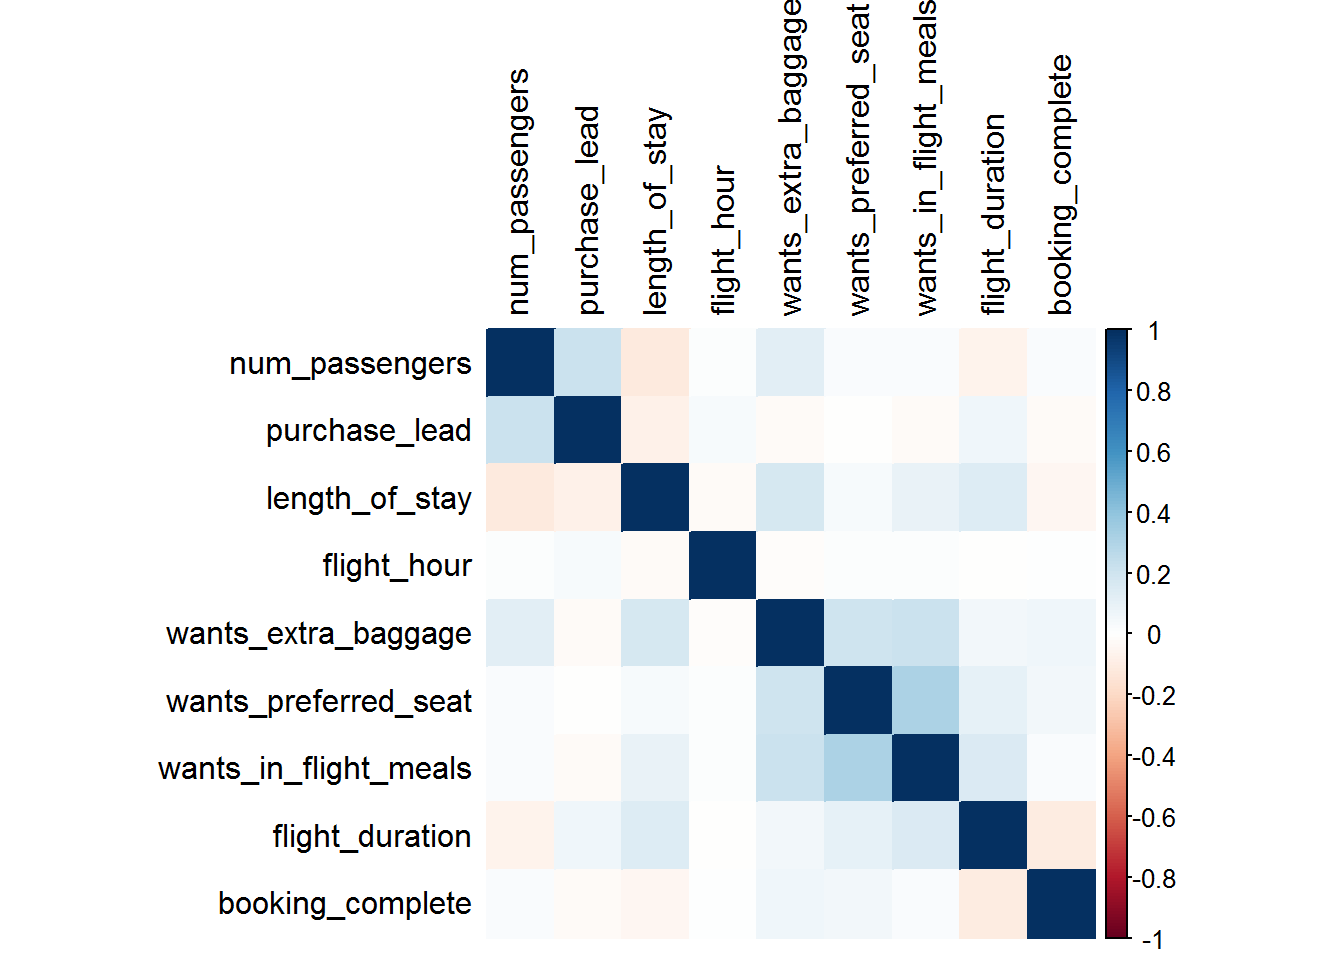 num_passengers
purchase_lead
length_of_stay
flight_hour
wants_extra_baggage
wants_preferred_seat
wants_in_flight_meals
flight_duration
booking_complete
num_passengers
purchase_lead
length_of_stay
flight_hour
wants_extra_baggage
wants_preferred_seat
wants_in_flight_meals
flight_duration
booking_complete
1
0.8
0.6
0.4
0.2
0
-0.2
-0.4
-0.6
-0.8
-1